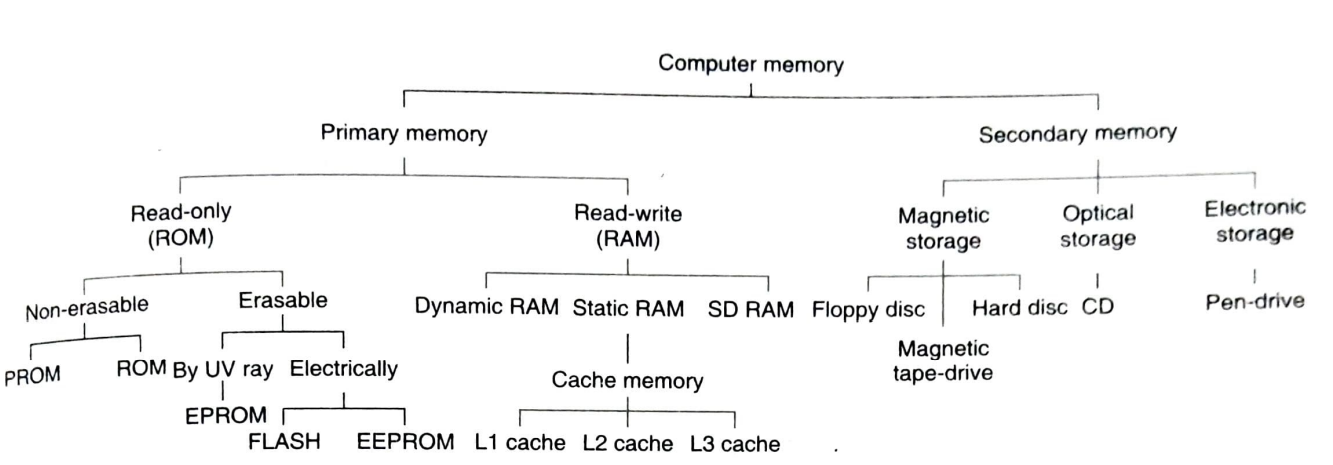 Computer memory
Primary memory
Secondary memory
Read-only
(ROM)
Read-write
(RAM)
Magnetic
storage
Optical
storage
Electronic
storage
Non-erasable
Erasable
Dynamic RAM
Static RAM
SD RAM
Floppy disc
Hard disc
CD
Pen-drive
PROM
ROM
By UV ray
Electrically
Cache memory
Magnetic
tape-drive
EPROM
FLASH
EEPROM
L1 cache
L2 cache
L3 cache